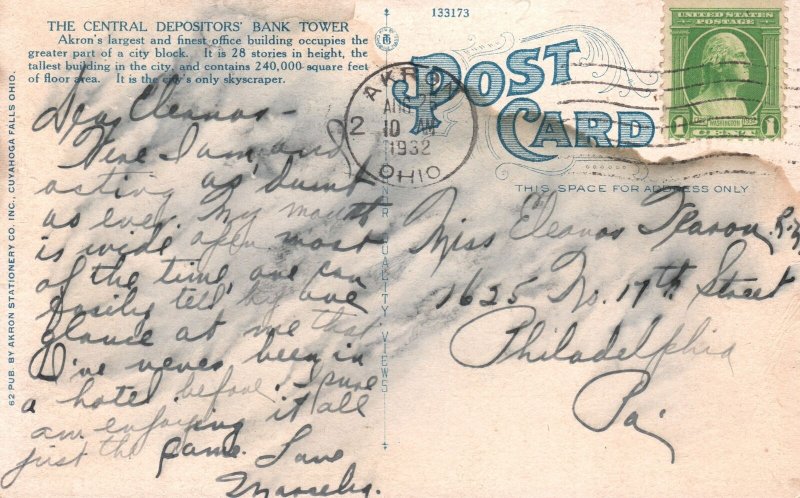 THE CENTRAL DEPOSITORS' BANK TOWER
Akron's largest and finest office building occupies the
greater part of a city block. It is 28 stories in height, the
tallest building in the city, and contains 240,000 square feet
of floor area. It is the city's only skyscraper.
133173
POST
CARD
THIS SPACE FOR ADDRESS ONLY
UNITED STATES
POSTAGE
WASHINGTON
1 CENT 1
AKRON
2
10 AM
1932
OHIO
Dear Eleanor -
Here I am, and
acting as dumb
as ever. My mouth
is wide open most
of the time, one can
easily tell by one
glance at me that
I've never been in
a hotel before. I sure
am enjoying it all
just the same. Love
Miss Eleanor
1625 No. 17th Street
Philadelphia
Pa.
62 PUB. BY AKRON STATIONERY CO., INC., CUYAHOGA FALLS OHIO.
QUALITY VIEWS